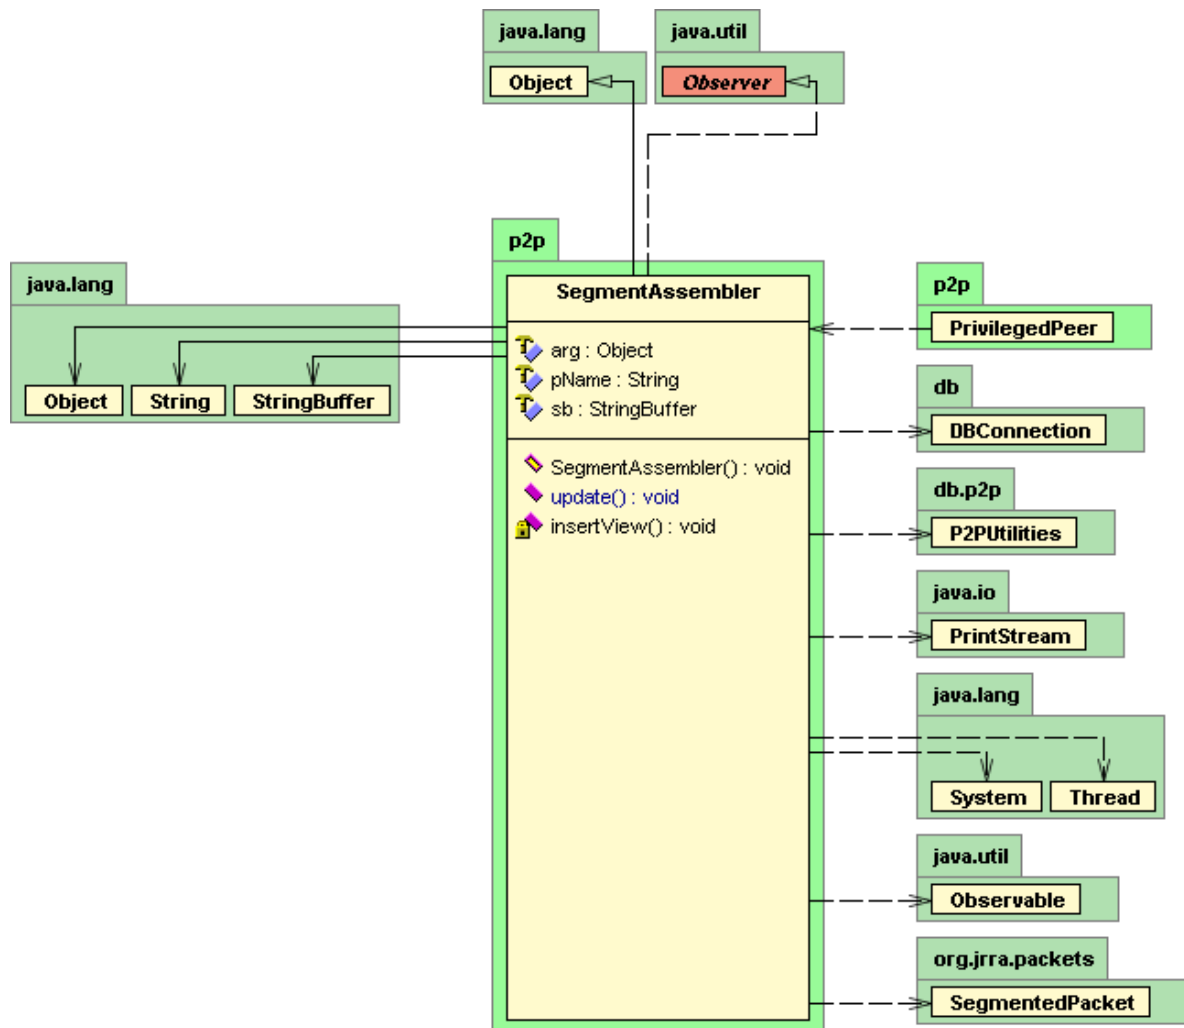 java.lang
java.util
Object
Observer
p2p
java.lang
SegmentAssembler
p2p
PrivilegedPeer
arg : Object
pName : String
sb : StringBuffer
Object
String
StringBuffer
db
DBConnection
SegmentAssembler() : void
update() : void
insertView() : void
db.p2p
P2PUtilities
java.io
PrintStream
java.lang
System
Thread
java.util
Observable
org.jrra.packets
SegmentedPacket